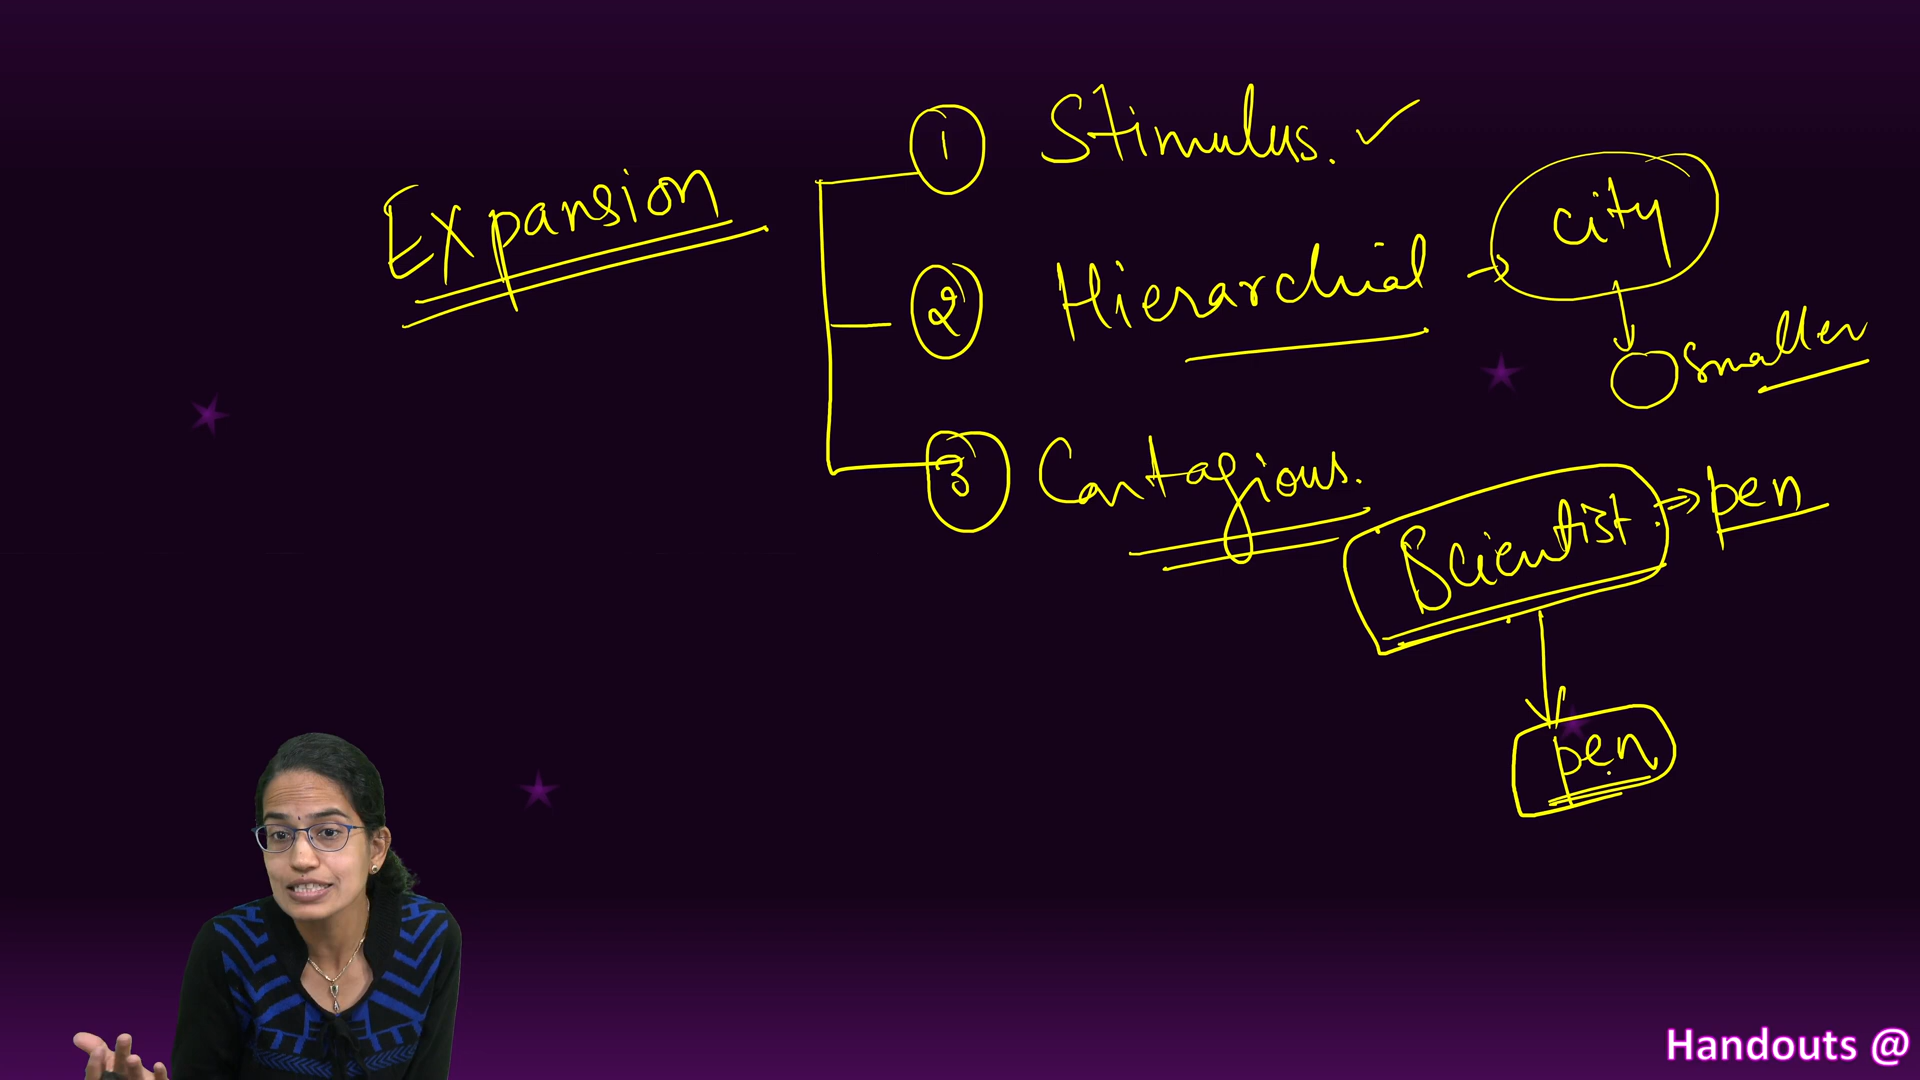 Expansion
1 Stimulus. ✓
2 Hierarchial → city
smaller
3 Contagious.
Scientist. → pen
pen
Handouts @